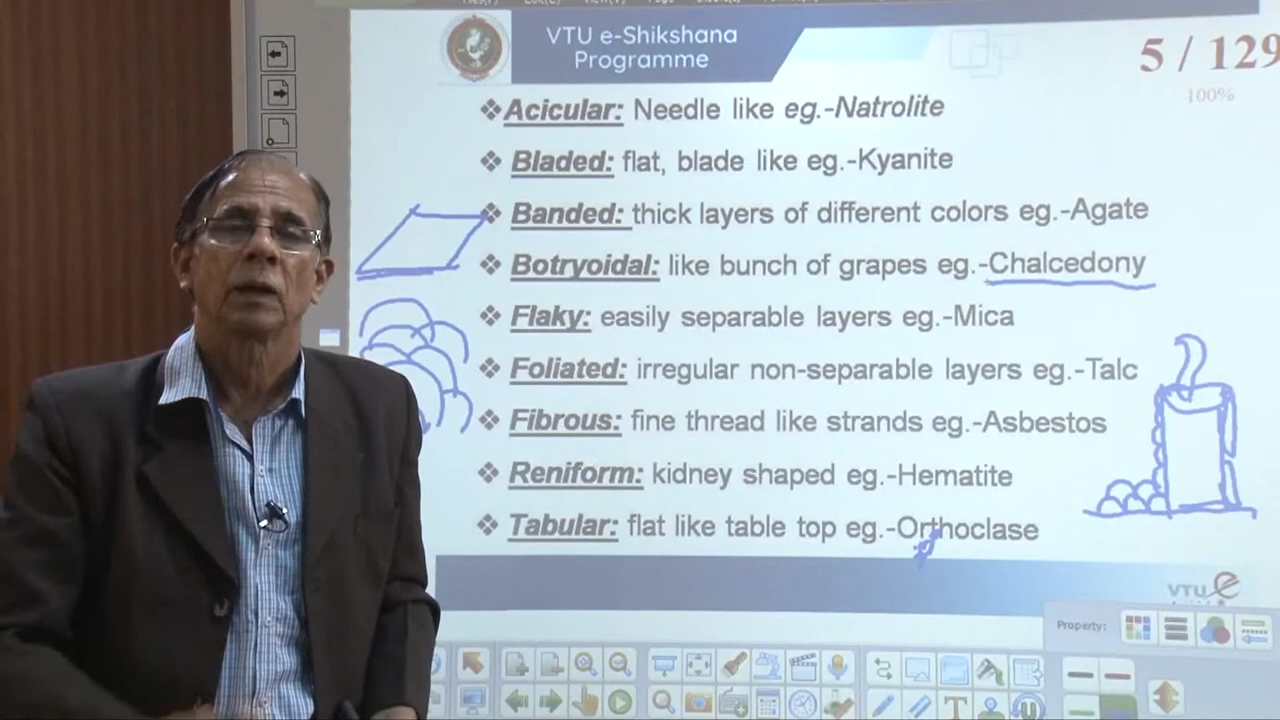 VTU e-Shikshana
Programme
5 / 129
100%
❖ Acicular: Needle like eg.-Natrolite
❖ Bladed: flat, blade like eg.-Kyanite
❖ Banded: thick layers of different colors eg.-Agate
❖ Botryoidal: like bunch of grapes eg.-Chalcedony
❖ Flaky: easily separable layers eg.-Mica
❖ Foliated: irregular non-separable layers eg.-Talc
❖ Fibrous: fine thread like strands eg.-Asbestos
❖ Reniform: kidney shaped eg.-Hematite
❖ Tabular: flat like table top eg.-Orthoclase
VTU e
Property: